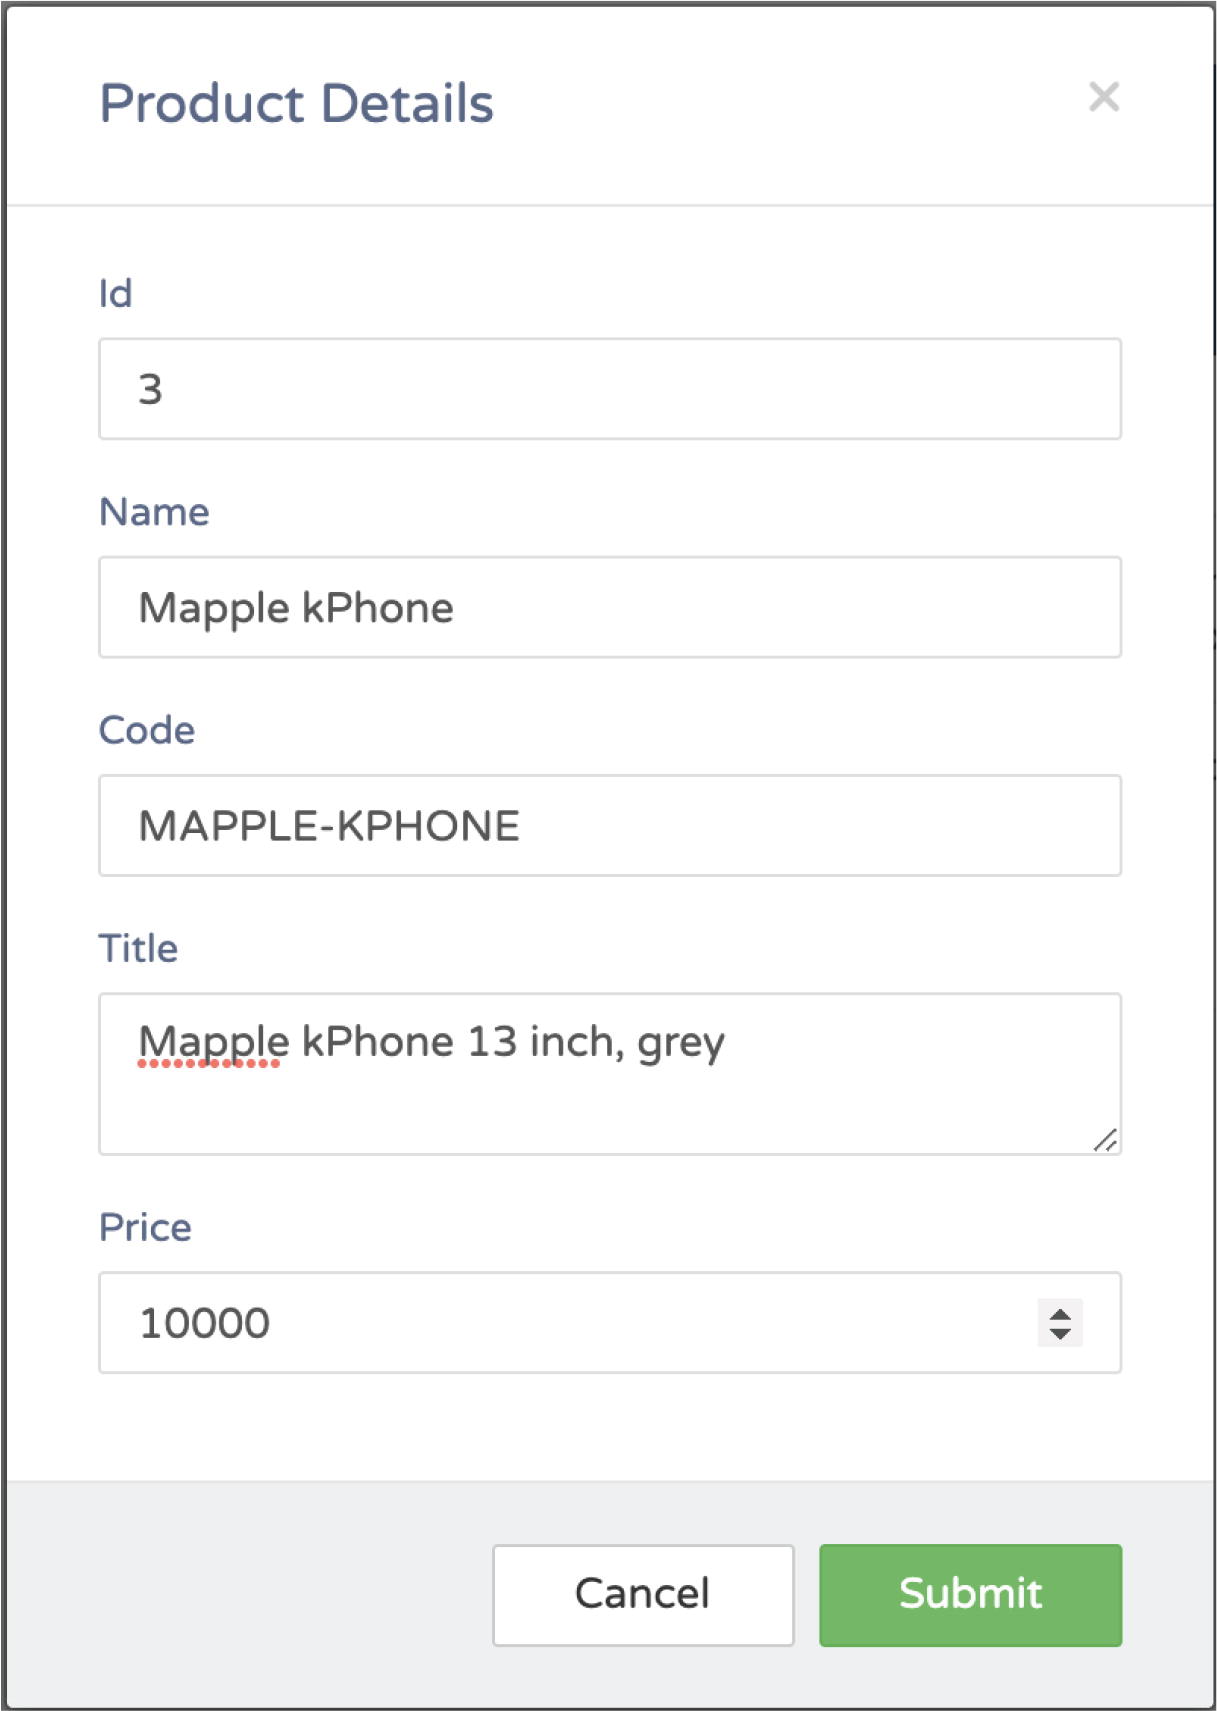 Product Details
Id
3
Name
Mapple kPhone
Code
MAPPLE-KPHONE
Title
Mapple kPhone 13 inch, grey
Price
10000
Cancel
Submit